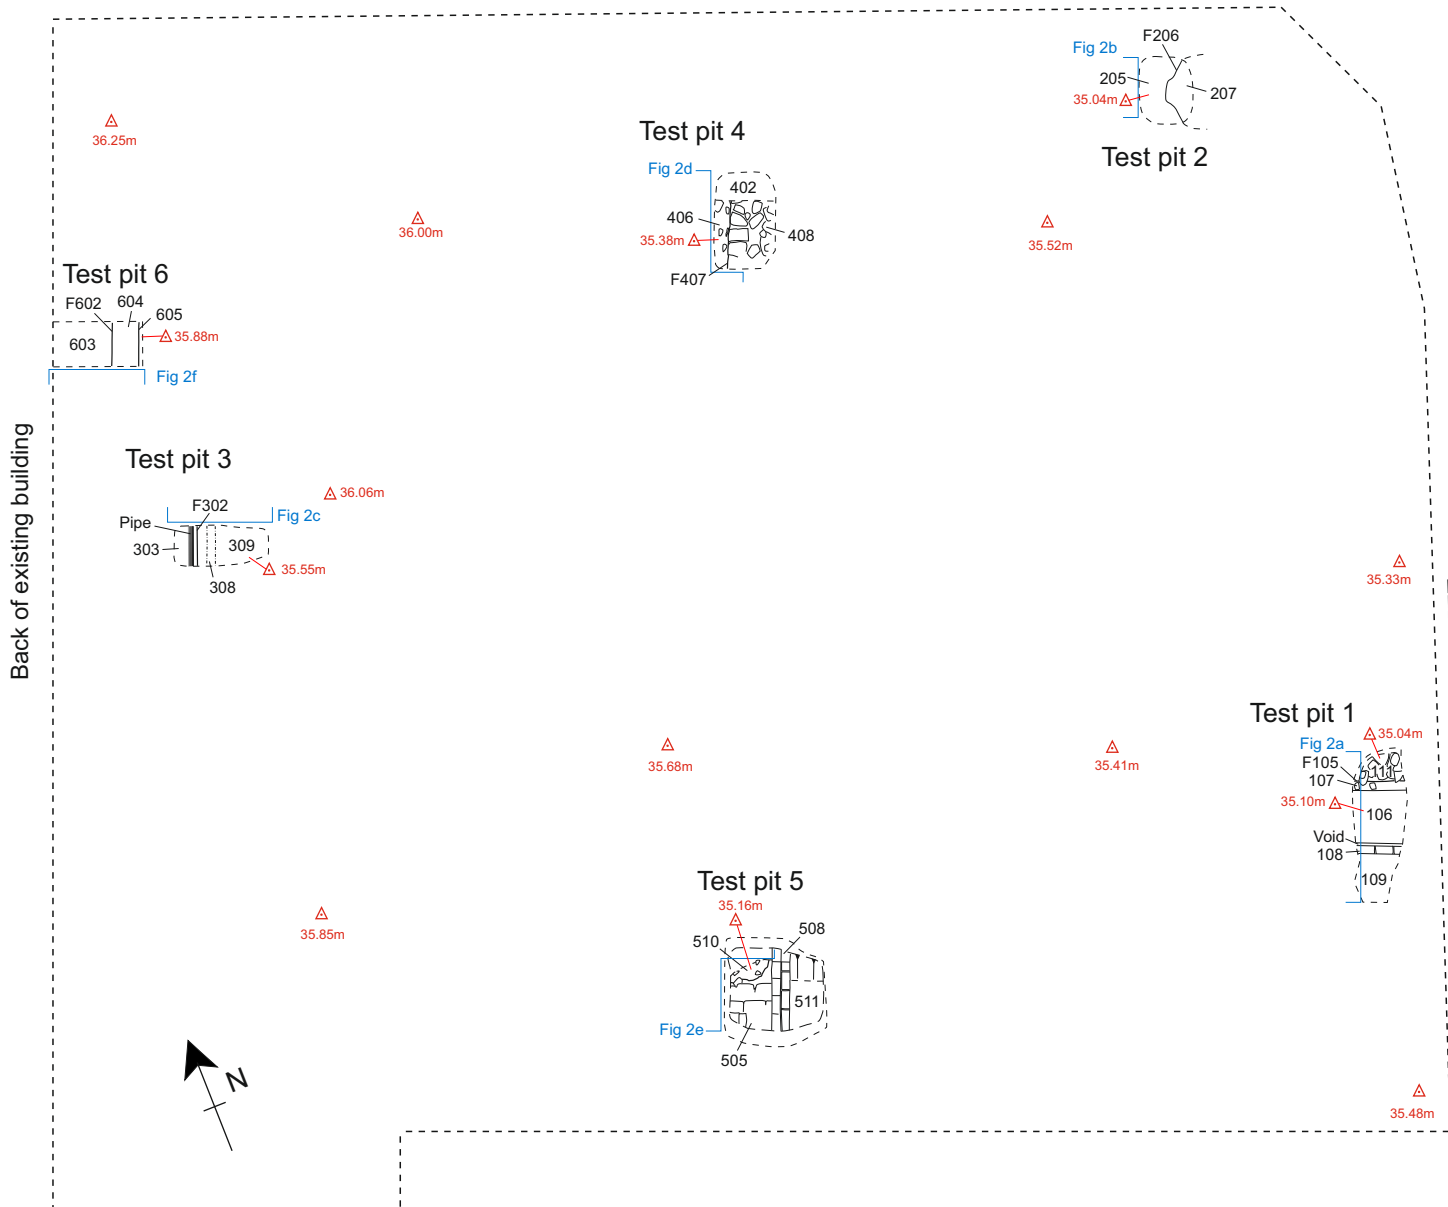 F206
Fig 2b
205
207
35.04m
Test pit 2
36.25m
Test pit 4
Fig 2d
402
406
408
35.38m
F407
36.00m
35.52m
Test pit 6
F602
604
605
603
35.88m
Fig 2f
Back of existing building
Test pit 3
36.06m
F302
Fig 2c
Pipe
303
309
35.55m
308
35.33m
Test pit 1
35.04m
Fig 2a
F105
111
107
35.10m
106
Void
108
109
35.68m
35.41m
Test pit 5
35.16m
508
510
511
Fig 2e
505
35.85m
N
35.48m